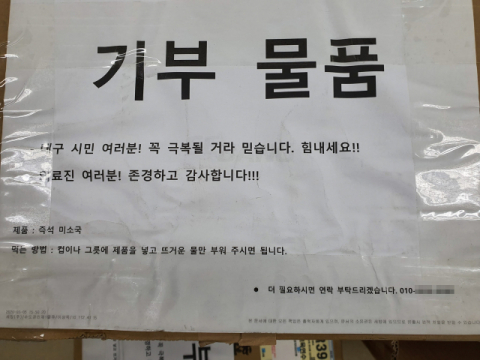 기부 물품
대구 시민 여러분! 꼭 극복될 거라 믿습니다. 힘내세요!!
의료진 여러분! 존경하고 감사합니다!!!
제품 : 즉석 미소국
먹는 방법 : 컵이나 그릇에 제품을 넣고 뜨거운 물만 부워 주시면 됩니다.
● 더 필요하시면 연락 부탁드리겠습니다. 010-